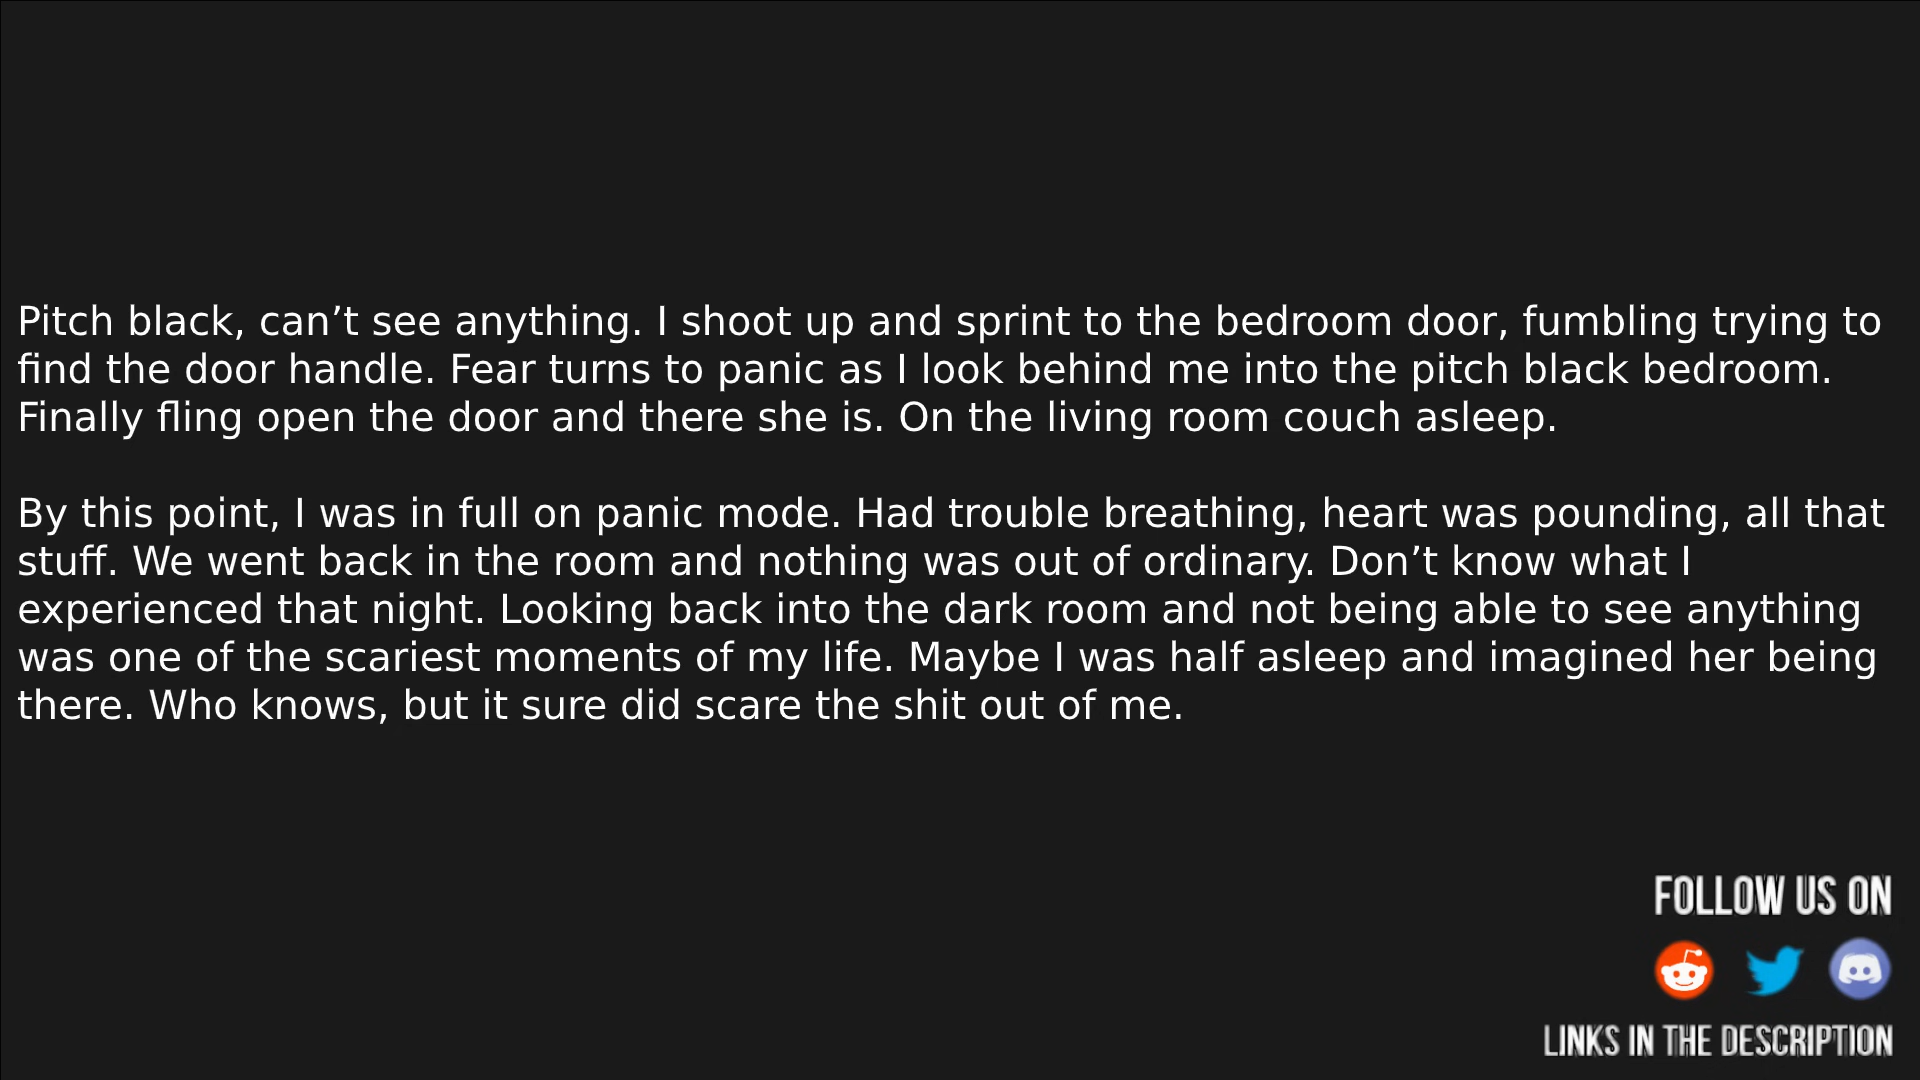 Pitch black, can’t see anything. I shoot up and sprint to the bedroom door, fumbling trying to
find the door handle. Fear turns to panic as I look behind me into the pitch black bedroom.
Finally fling open the door and there she is. On the living room couch asleep.
By this point, I was in full on panic mode. Had trouble breathing, heart was pounding, all that
stuff. We went back in the room and nothing was out of ordinary. Don’t know what I
experienced that night. Looking back into the dark room and not being able to see anything
was one of the scariest moments of my life. Maybe I was half asleep and imagined her being
there. Who knows, but it sure did scare the shit out of me.
FOLLOW US ON
LINKS IN THE DESCRIPTION